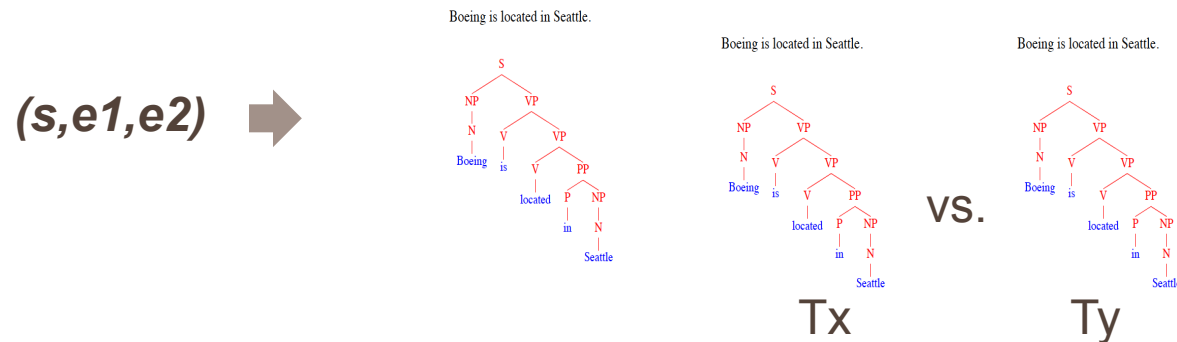 Boeing is located in Seattle.
(s,e1,e2)
S
NP VP
N V VP
Boeing is V PP
located P NP
in N
Seattle
Boeing is located in Seattle.
S
NP VP
N V VP
Boeing is V PP
located P NP
in N
Seattle
Tx
vs.
Boeing is located in Seattle.
S
NP VP
N V VP
Boeing is V PP
located P NP
in N
Seattl
Ty